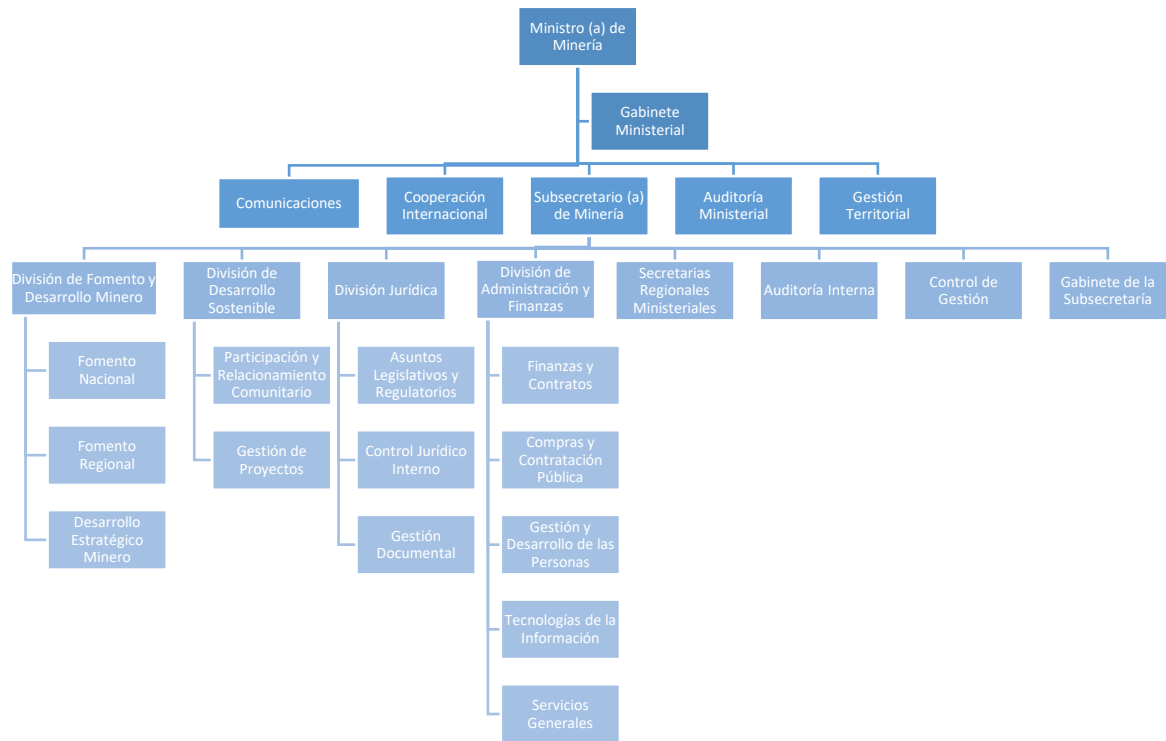 Ministro (a) de
Minería
Gabinete
Ministerial
Comunicaciones
Cooperación
Internacional
Subsecretario (a)
de Minería
Auditoría
Ministerial
Gestión
Territorial
División de Fomento y
Desarrollo Minero
División de
Desarrollo
Sostenible
División Jurídica
División de
Administración y
Finanzas
Secretarias
Regionales
Ministeriales
Auditoría Interna
Control de
Gestión
Gabinete de la
Subsecretaría
Fomento
Nacional
Fomento
Regional
Desarrollo
Estratégico
Minero
Participación y
Relacionamiento
Comunitario
Gestión de
Proyectos
Asuntos
Legislativos y
Regulatorios
Control Jurídico
Interno
Gestión
Documental
Finanzas y
Contratos
Compras y
Contratación
Pública
Gestión y
Desarrollo de las
Personas
Tecnologías de la
Información
Servicios
Generales